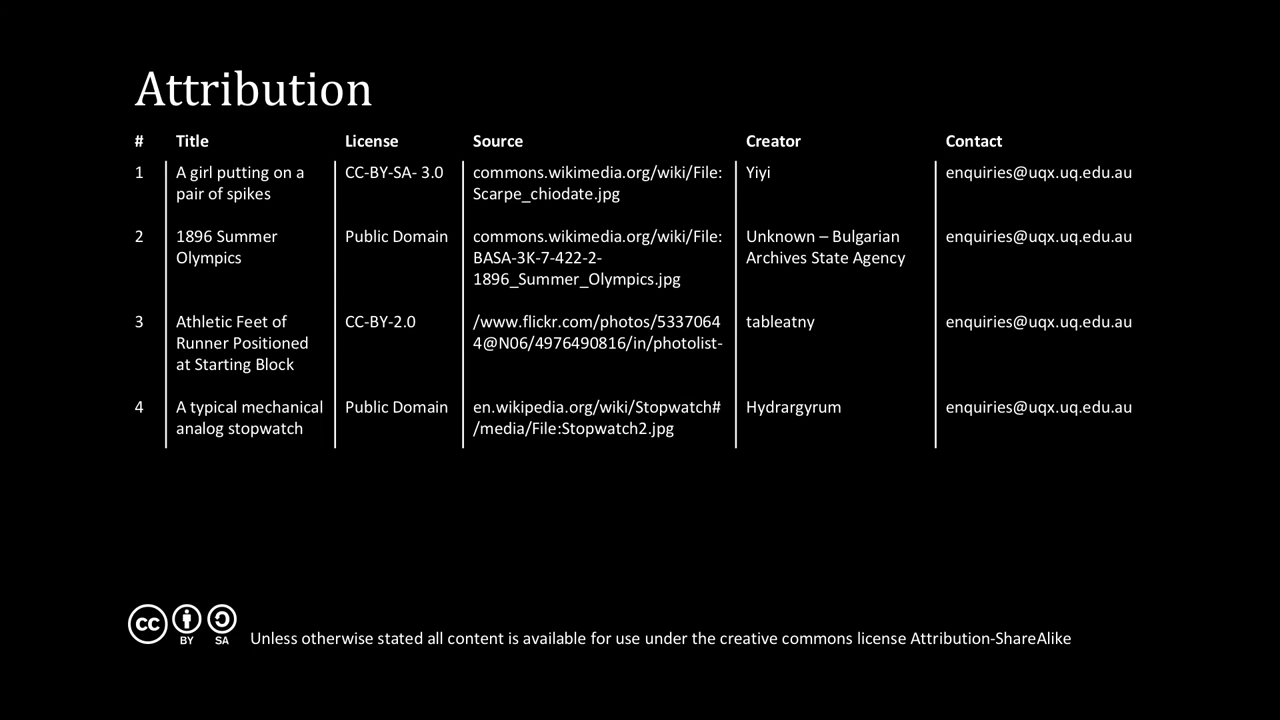 Attribution
# Title License Source Creator Contact
1 A girl putting on a CC-BY-SA- 3.0 commons.wikimedia.org/wiki/File: Yiyi enquiries@uqx.uq.edu.au
pair of spikes Scarpe_chiodate.jpg
2 1896 Summer Public Domain commons.wikimedia.org/wiki/File: Unknown – Bulgarian enquiries@uqx.uq.edu.au
Olympics BASA-3K-7-422-2- Archives State Agency
1896_Summer_Olympics.jpg
3 Athletic Feet of CC-BY-2.0 /www.flickr.com/photos/5337064 tableatny enquiries@uqx.uq.edu.au
Runner Positioned 4@N06/4976490816/in/photolist-
at Starting Block
4 A typical mechanical Public Domain en.wikipedia.org/wiki/Stopwatch# Hydrargyrum enquiries@uqx.uq.edu.au
analog stopwatch /media/File:Stopwatch2.jpg
cc BY SA Unless otherwise stated all content is available for use under the creative commons license Attribution-ShareAlike